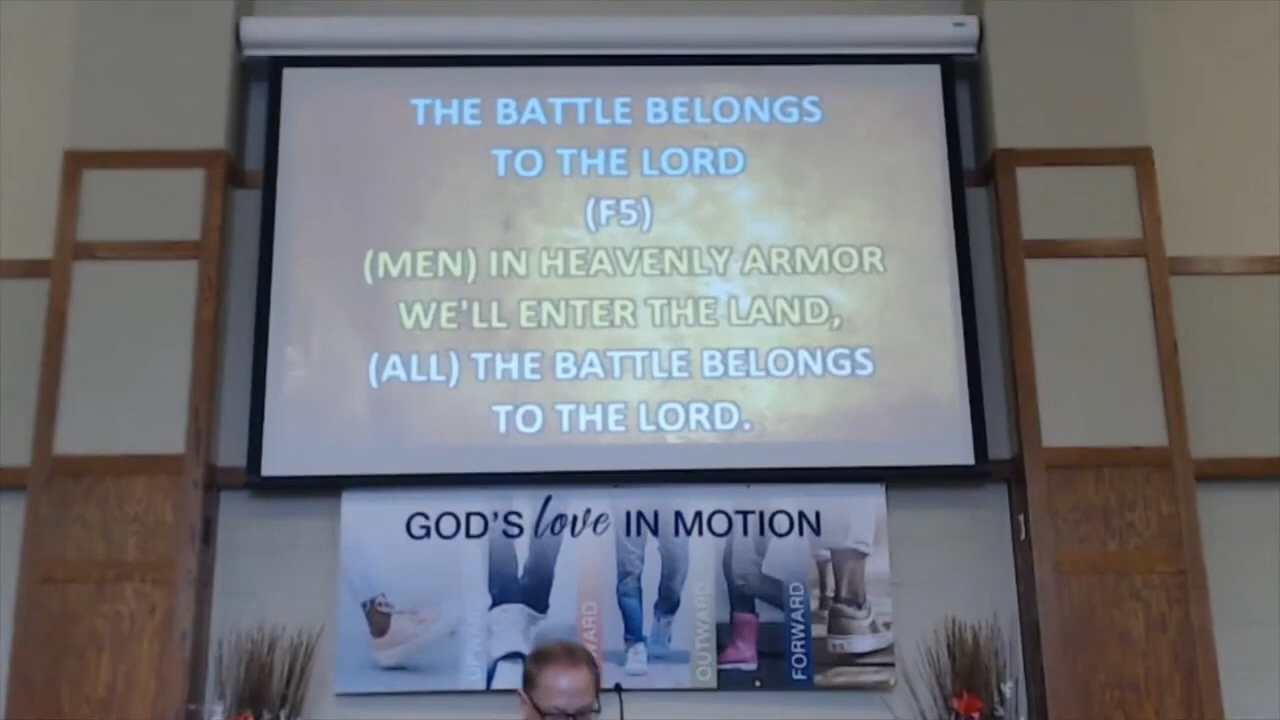 THE BATTLE BELONGS
TO THE LORD
(F5)
(MEN) IN HEAVENLY ARMOR
WE'LL ENTER THE LAND,
(ALL) THE BATTLE BELONGS
TO THE LORD.
GOD'S love IN MOTION
OUTWARD
FORWARD